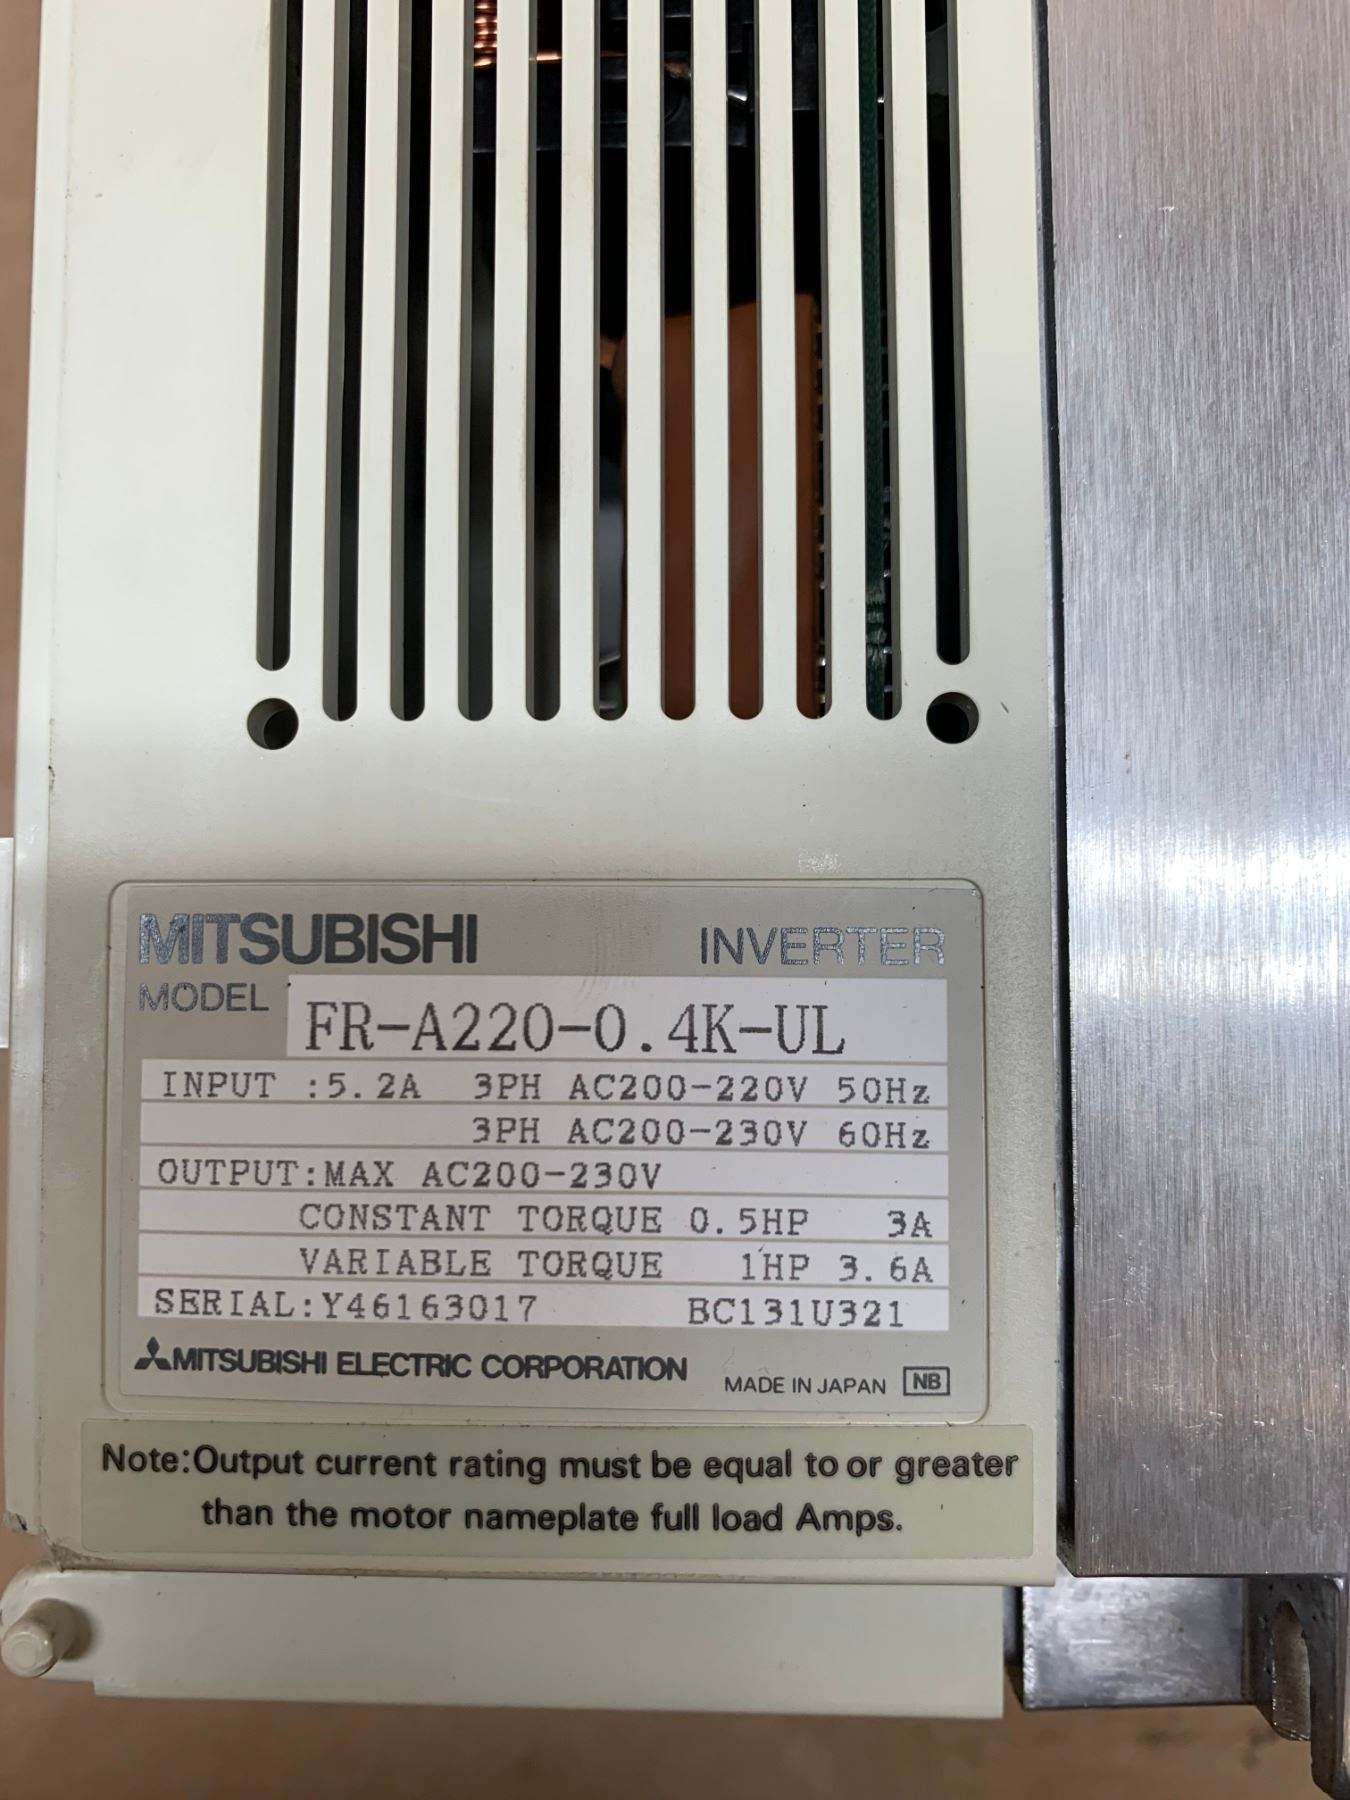 MITSUBISHI INVERTER
MODEL FR-A220-0.4K-UL
INPUT :5.2A 3PH AC200-220V 50Hz
3PH AC200-230V 60Hz
OUTPUT:MAX AC200-230V
CONSTANT TORQUE 0.5HP 3A
VARIABLE TORQUE 1HP 3.6A
SERIAL:Y46163017 BC131U321
MITSUBISHI ELECTRIC CORPORATION MADE IN JAPAN NB
Note:Output current rating must be equal to or greater
than the motor nameplate full load Amps.